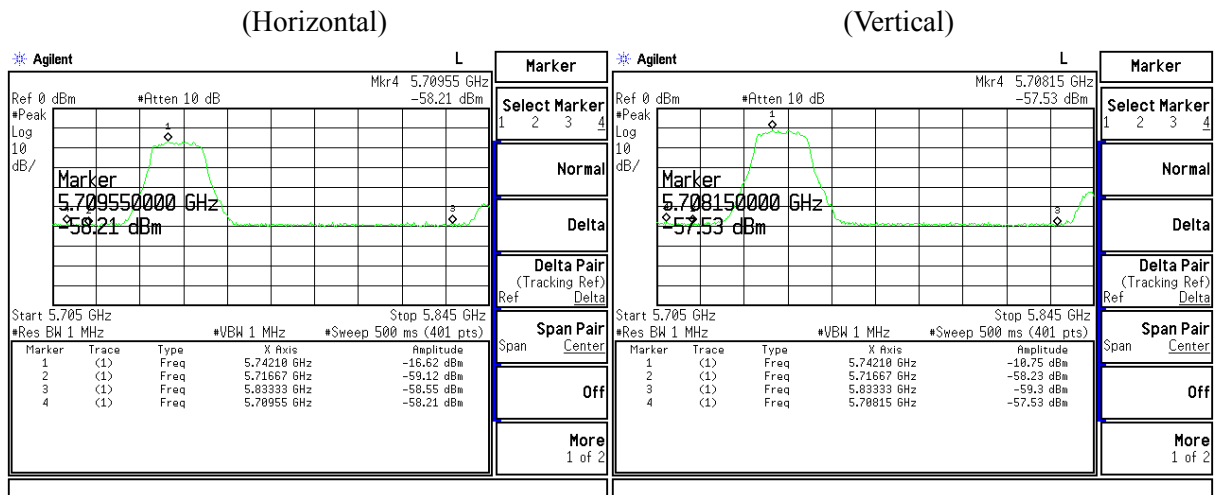 (Horizontal)
Agilent L
Mkr4 5.70955 GHz
Ref 0 dBm #Atten 10 dB -58.21 dBm
#Peak
Log
10
dB/
1
Marker
5.709550000 GHz
-58.21 dBm
3
Start 5.705 GHz Stop 5.845 GHz
#Res BW 1 MHz #VBW 1 MHz #Sweep 500 ms (401 pts)
Marker Trace Type X Axis Amplitude
1 (1) Freq 5.74210 GHz -16.62 dBm
2 (1) Freq 5.71667 GHz -59.12 dBm
3 (1) Freq 5.83333 GHz -58.55 dBm
4 (1) Freq 5.70955 GHz -58.21 dBm
Marker
Select Marker
1 2 3 4
Normal
Delta
Delta Pair
(Tracking Ref)
Ref Delta
Span Pair
Span Center
Off
More
1 of 2
(Vertical)
Agilent L
Mkr4 5.70815 GHz
Ref 0 dBm #Atten 10 dB -57.53 dBm
#Peak
Log
10
dB/
1
Marker
5.708150000 GHz
-57.53 dBm
3
Start 5.705 GHz Stop 5.845 GHz
#Res BW 1 MHz #VBW 1 MHz #Sweep 500 ms (401 pts)
Marker Trace Type X Axis Amplitude
1 (1) Freq 5.74210 GHz -10.75 dBm
2 (1) Freq 5.71667 GHz -58.23 dBm
3 (1) Freq 5.83333 GHz -59.3 dBm
4 (1) Freq 5.70815 GHz -57.53 dBm
Marker
Select Marker
1 2 3 4
Normal
Delta
Delta Pair
(Tracking Ref)
Ref Delta
Span Pair
Span Center
Off
More
1 of 2